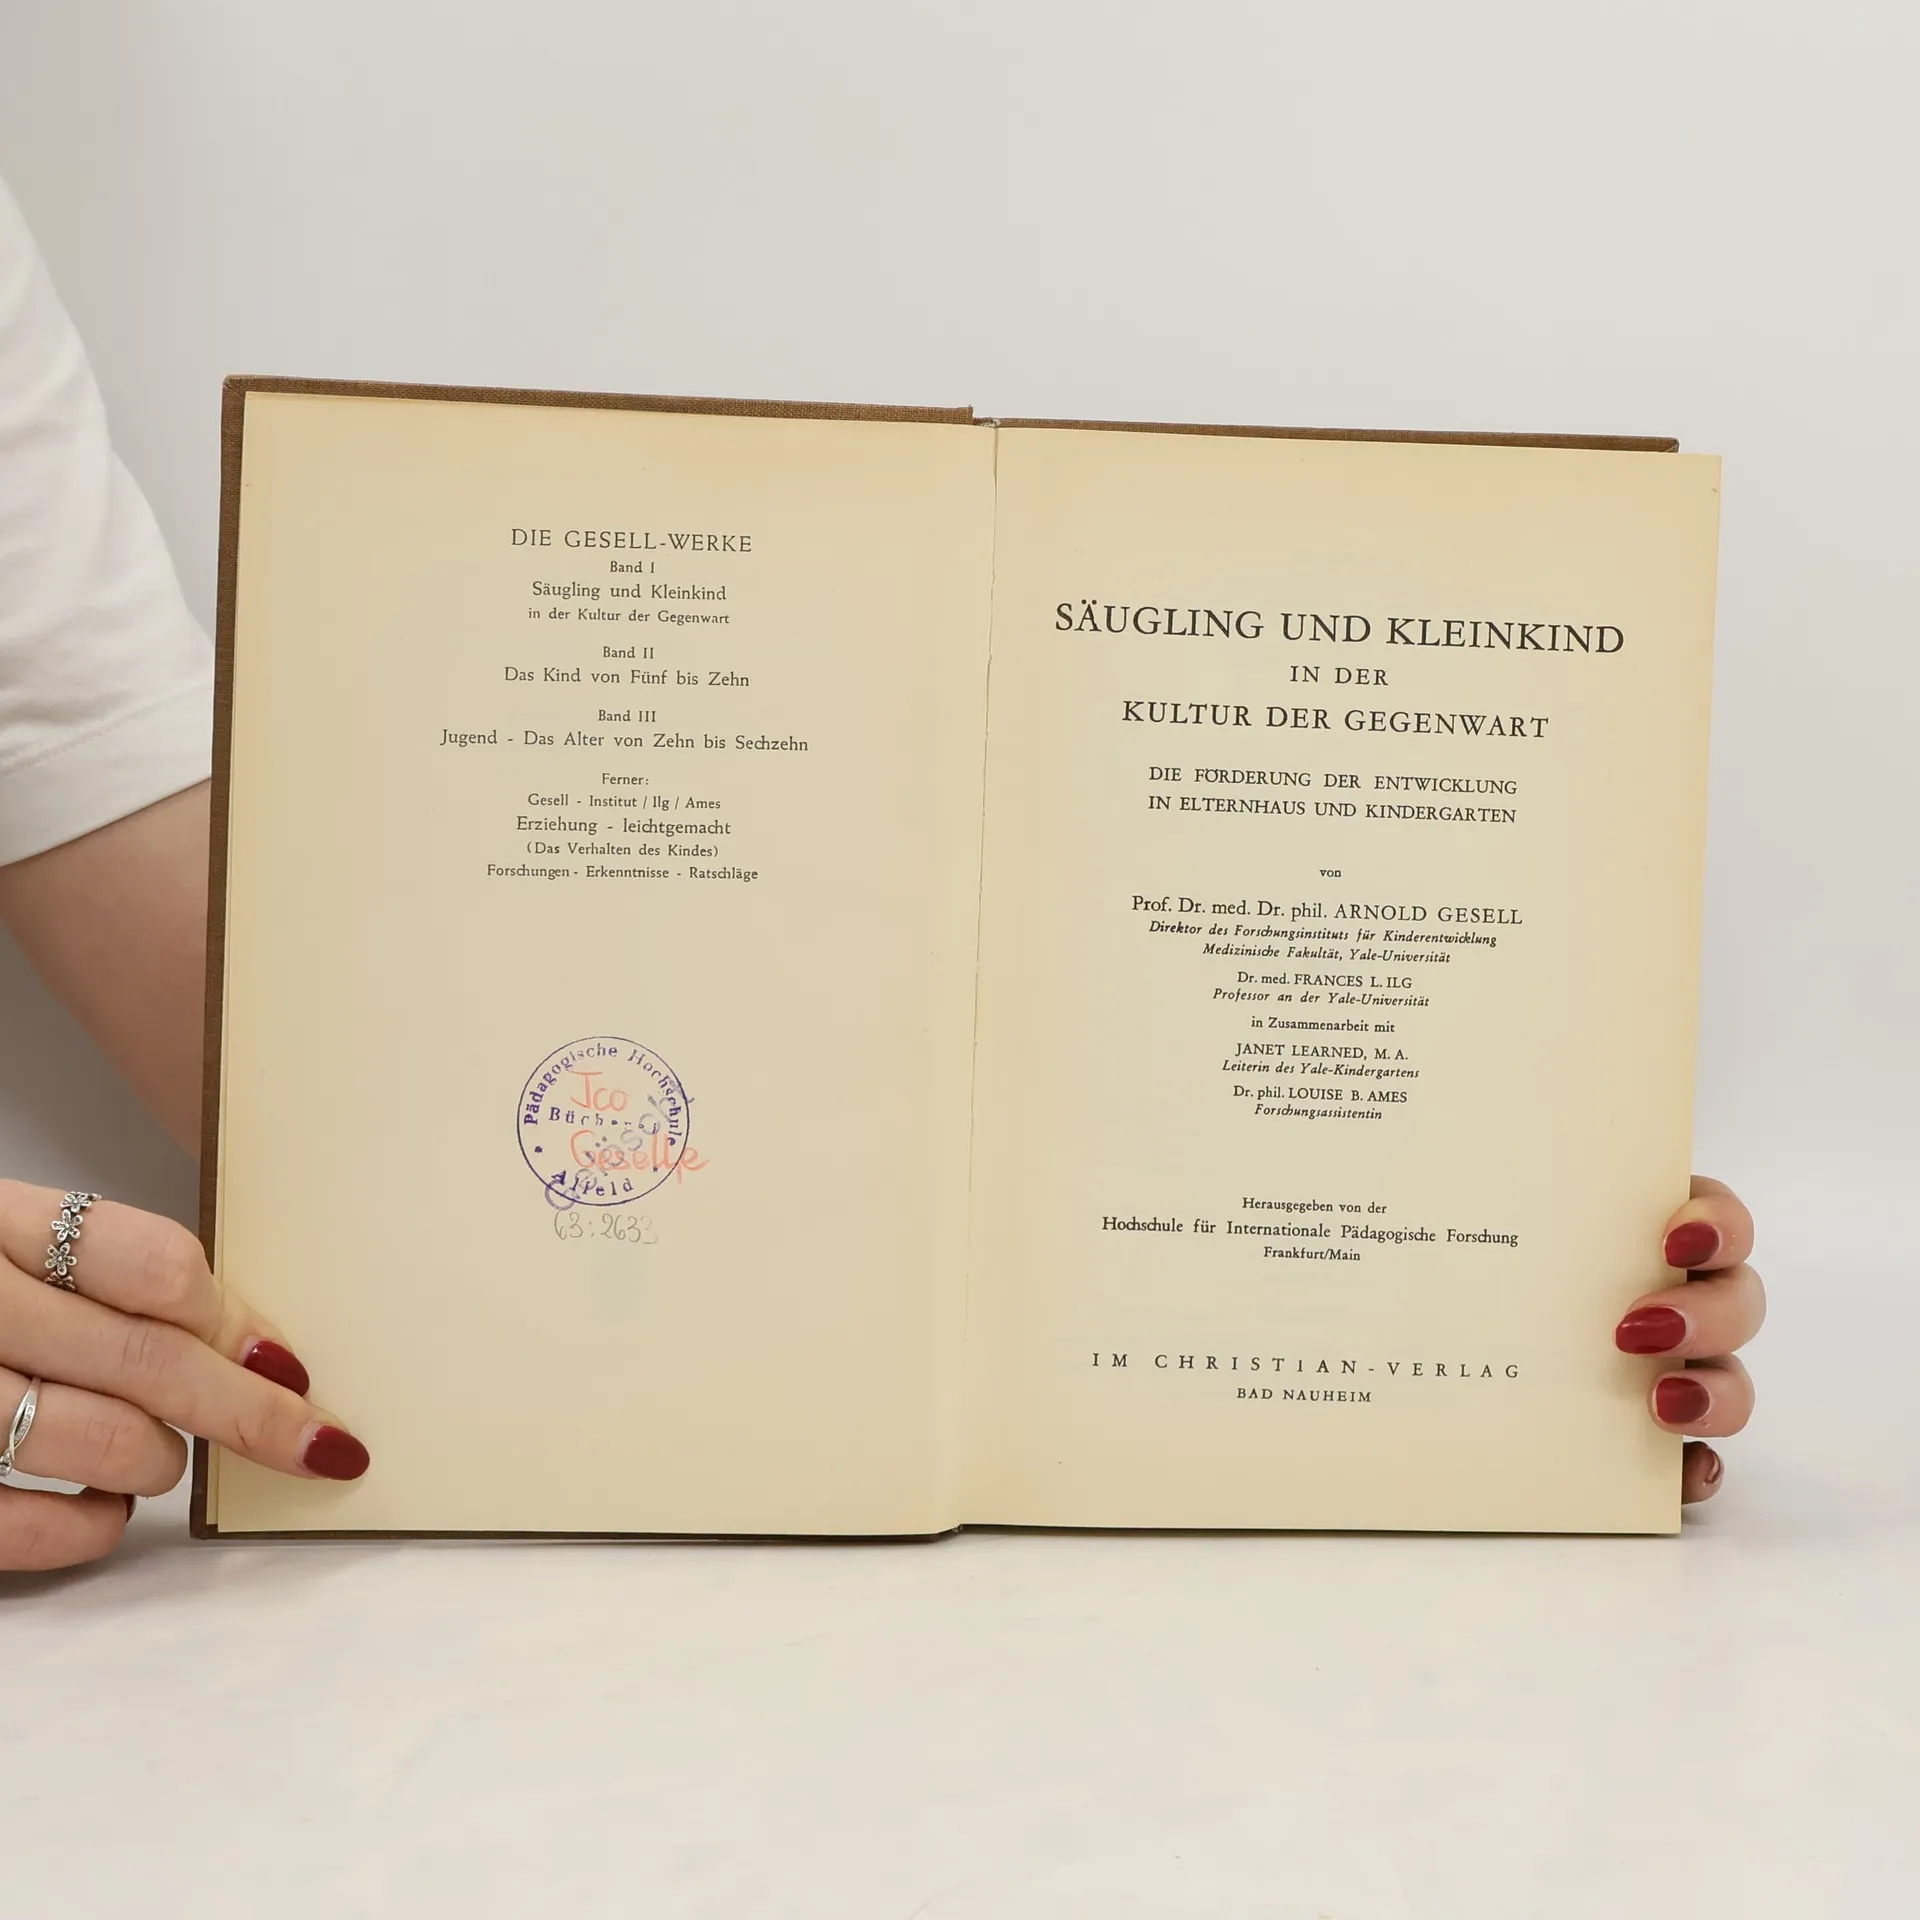 DIE GESELL-WERKE
Band I
Säugling und Kleinkind
in der Kultur der Gegenwart
Band II
Das Kind von Fünf bis Zehn
Band III
Jugend - Das Alter von Zehn bis Sechzehn
Ferner:
Gesell - Institut / Ilg / Ames
Erziehung - leichtgemacht
(Das Verhalten des Kindes)
Forschungen - Erkenntnisse - Ratschläge
Pädagogische Hochschule
Jco
Alfeld
63:2633
SÄUGLING UND KLEINKIND
IN DER
KULTUR DER GEGENWART
DIE FÖRDERUNG DER ENTWICKLUNG
IN ELTERNHAUS UND KINDERGARTEN
von
Prof. Dr. med. Dr. phil. ARNOLD GESELL
Direktor des Forschungsinstituts für Kinderentwicklung
Medizinische Fakultät, Yale-Universität
Dr. med. FRANCES L. ILG
Professor an der Yale-Universität
in Zusammenarbeit mit
JANET LEARNED, M. A.
Leiterin des Yale-Kindergartens
Dr. phil. LOUISE B. AMES
Forschungsassistentin
Herausgegeben von der
Hochschule für Internationale Pädagogische Forschung
Frankfurt/Main
IM CHRISTIAN-VERLAG
BAD NAUHEIM